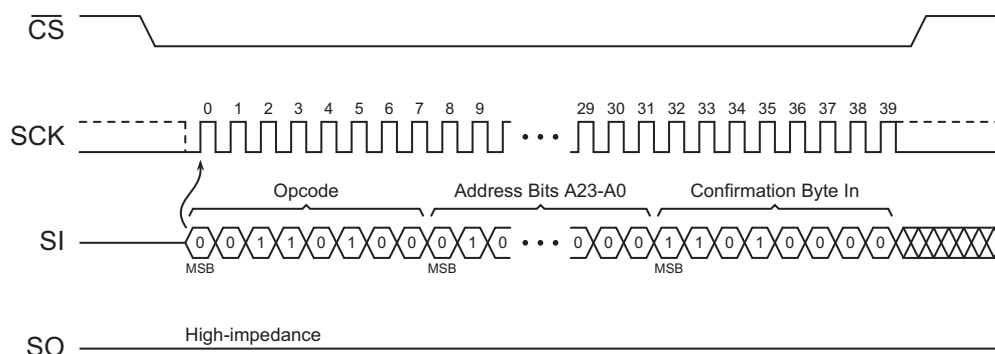 CS
0 1 2 3 4 5 6 7 8 9 29 30 31 32 33 34 35 36 37 38 39
SCK
Opcode Address Bits A23-A0 Confirmation Byte In
SI 0 0 1 1 0 1 0 0 0 1 0 0 0 0 1 1 0 1 0 0 0 0
MSB MSB MSB
High-impedance
SO